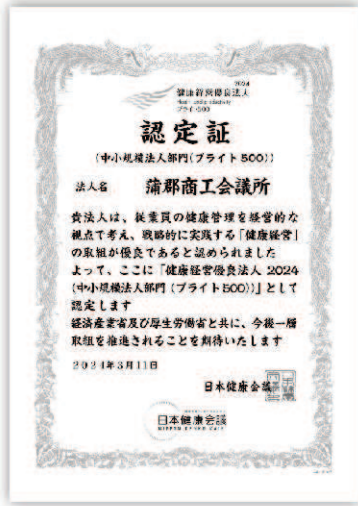 2024
健康経営優良法人
Health and productivity
ブライト500
認定証
（中小規模法人部門（ブライト500））
法人名 蒲郡商工会議所
貴法人は、従業員の健康管理を経営的な
視点で考え、戦略的に実践する「健康経営」
の取組が優良であると認められました
よって、ここに「健康経営優良法人 2024
（中小規模法人部門（ブライト500））」として
認定します
経済産業省及び厚生労働省と共に、今後一層
取組を推進されることを期待いたします
2024年3月11日
日本健康会議
日本健康会議